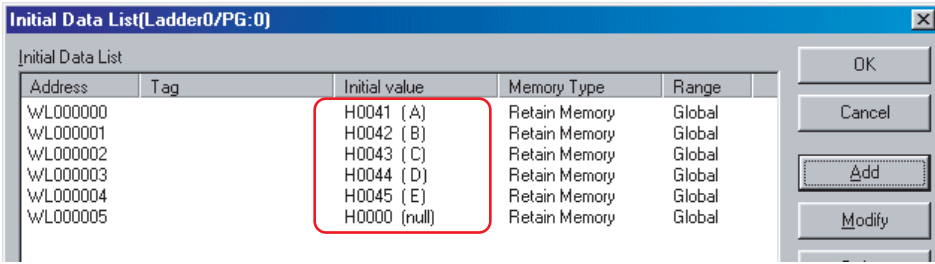 Initial Data List(Ladder0/PG:0)
Initial Data List
Address Tag Initial value Memory Type Range
WL000000 H0041 ( A) Retain Memory Global
WL000001 H0042 ( B) Retain Memory Global
WL000002 H0043 ( C) Retain Memory Global
WL000003 H0044 ( D) Retain Memory Global
WL000004 H0045 ( E) Retain Memory Global
WL000005 H0000 (null) Retain Memory Global
OK
Cancel
Add
Modify